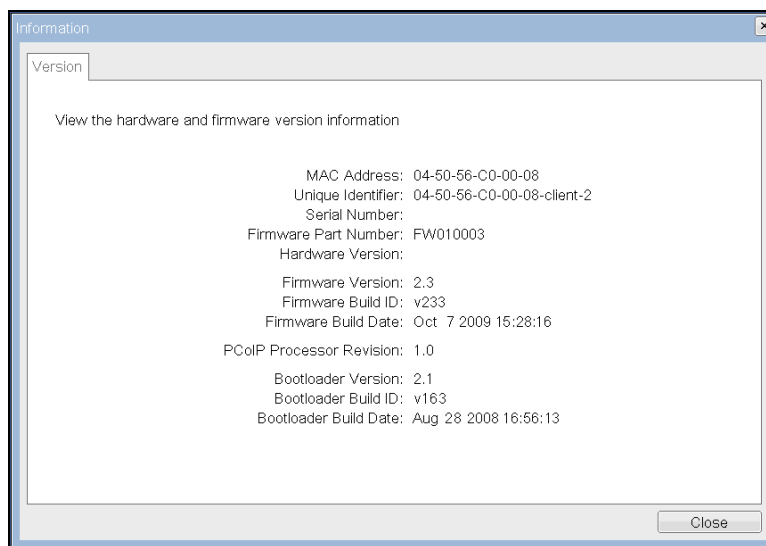 Information
Version
View the hardware and firmware version information
MAC Address: 04-50-56-C0-00-08
Unique Identifier: 04-50-56-C0-00-08-client-2
Serial Number:
Firmware Part Number: FW010003
Hardware Version:
Firmware Version: 2.3
Firmware Build ID: v233
Firmware Build Date: Oct  7 2009 15:28:16
PCoIP Processor Revision: 1.0
Bootloader Version: 2.1
Bootloader Build ID: v163
Bootloader Build Date: Aug 28 2008 16:56:13
Close